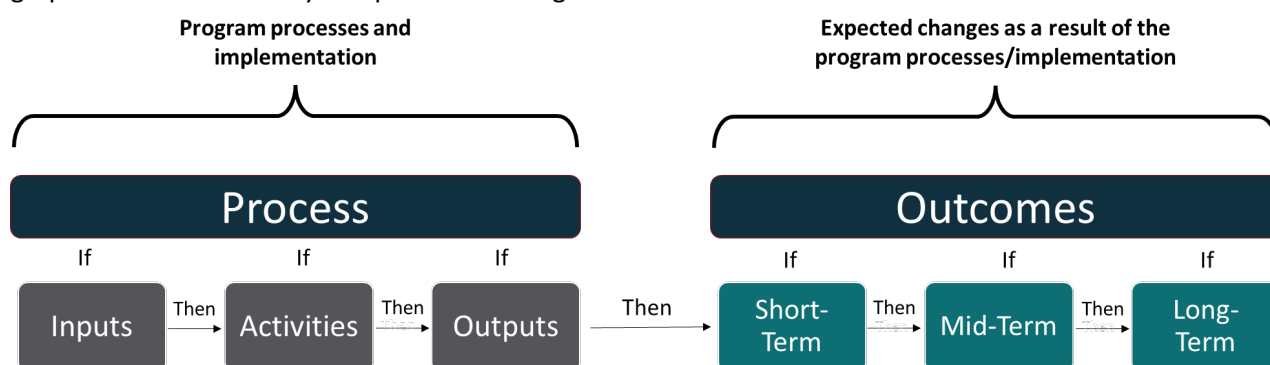 Program processes and
implementation
Expected changes as a result of the
program processes/implementation
Process
Outcomes
If
If
If
If
If
If
Inputs
Then
Activities
Then
Outputs
Then
Short-
Term
Then
Mid-Term
Then
Long-
Term